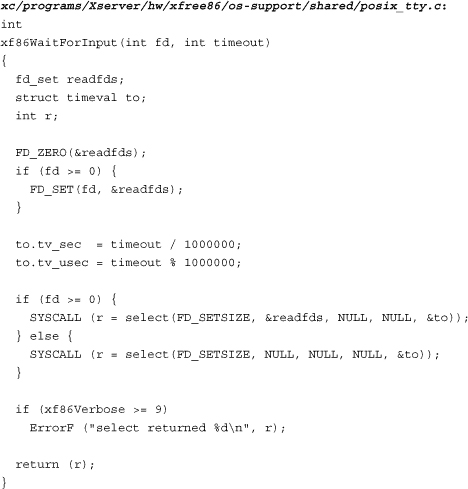 xc/programs/Xserver/hw/xfree86/os-support/shared/posix_tty.c:
int
xf86WaitForInput(int fd, int timeout)
{
fd_set readfds;
struct timeval to;
int r;
FD_ZERO(&readfds);
if (fd >= 0) {
FD_SET(fd, &readfds);
}
to.tv_sec  = timeout / 1000000;
to.tv_usec = timeout % 1000000;
if (fd >= 0) {
SYSCALL (r = select(FD_SETSIZE, &readfds, NULL, NULL, &to));
} else {
SYSCALL (r = select(FD_SETSIZE, NULL, NULL, NULL, &to));
}
if (xf86Verbose >= 9)
ErrorF ("select returned %d\n", r);
return (r);
}